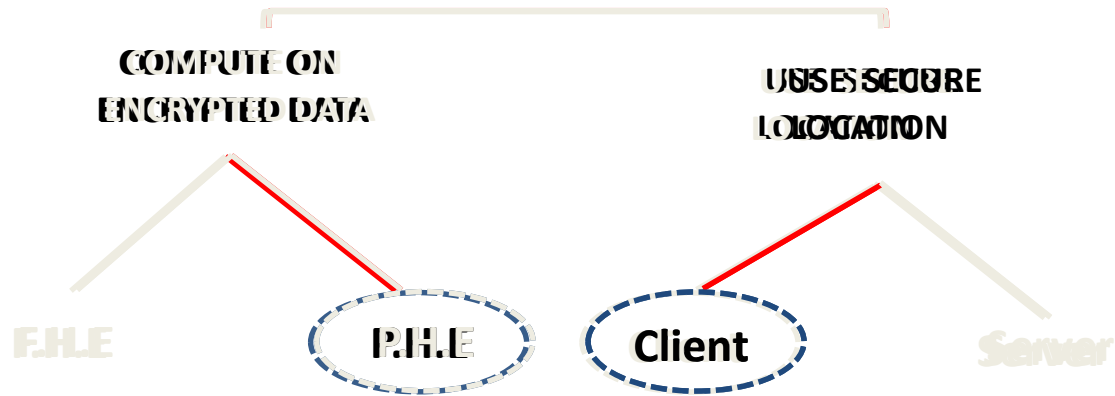 COMPUTE ON
ENCRYPTED DATA
USE SECURE
LOCATION
F.H.E
P.H.E
Client
Server